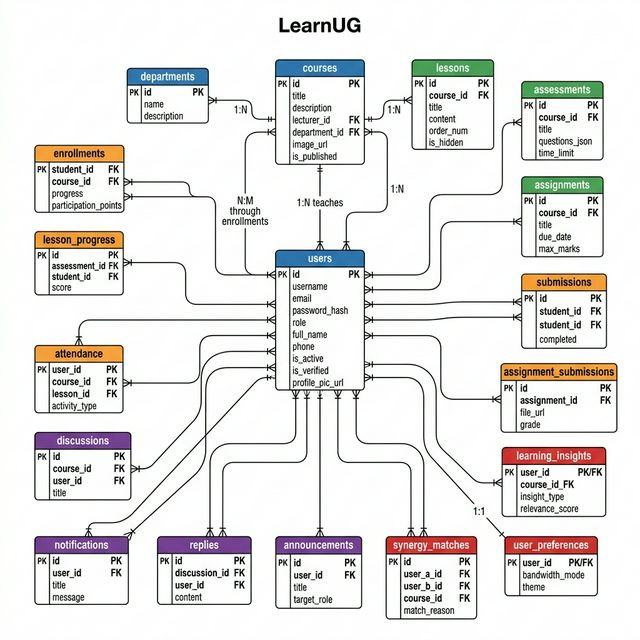 LearnUG
departments
PK id PK
name
description
courses
PK id PK
title
description
lecturer_id FK
department_id FK
image_url
is_published
lessons
PK id PK
course_id FK
title
content
order_num
is_hidden
assessments
PK id PK
course_id FK
title
questions_json
time_limit
1:N
1:N
enrollments
PK student_id FK
course_id FK
progress
participation_points
N:M
through
enrollments
1:N teaches
1:N
assignments
PK id PK
course_id FK
title
due_date
max_marks
lesson_progress
PK id PK
assessment_id FK
student_id FK
score
users
PK id PK
username
email
password_hash
role
full_name
phone
is_active
is_verified
profile_pic_url
submissions
PK id PK
student_id FK
student_id FK
completed
attendance
PK user_id PK
course_id FK
lesson_id FK
activity_type
assignment_submissions
PK id PK
assignment_id FK
file_url
grade
discussions
PK id PK
course_id FK
user_id FK
title
learning_insights
PK user_id PK/FK
course_id_FK
insight_type
relevance_score
1:1
notifications
PK id PK
user_id FK
title
message
replies
PK id PK
discussion_id FK
user_id FK
content
announcements
PK id PK
user_id FK
title
target_role
synergy_matches
PK id PK
user_a_id FK
user_b_id FK
course_id FK
match_reason
user_preferences
PK user_id PK/FK
bandwidth_mode
theme